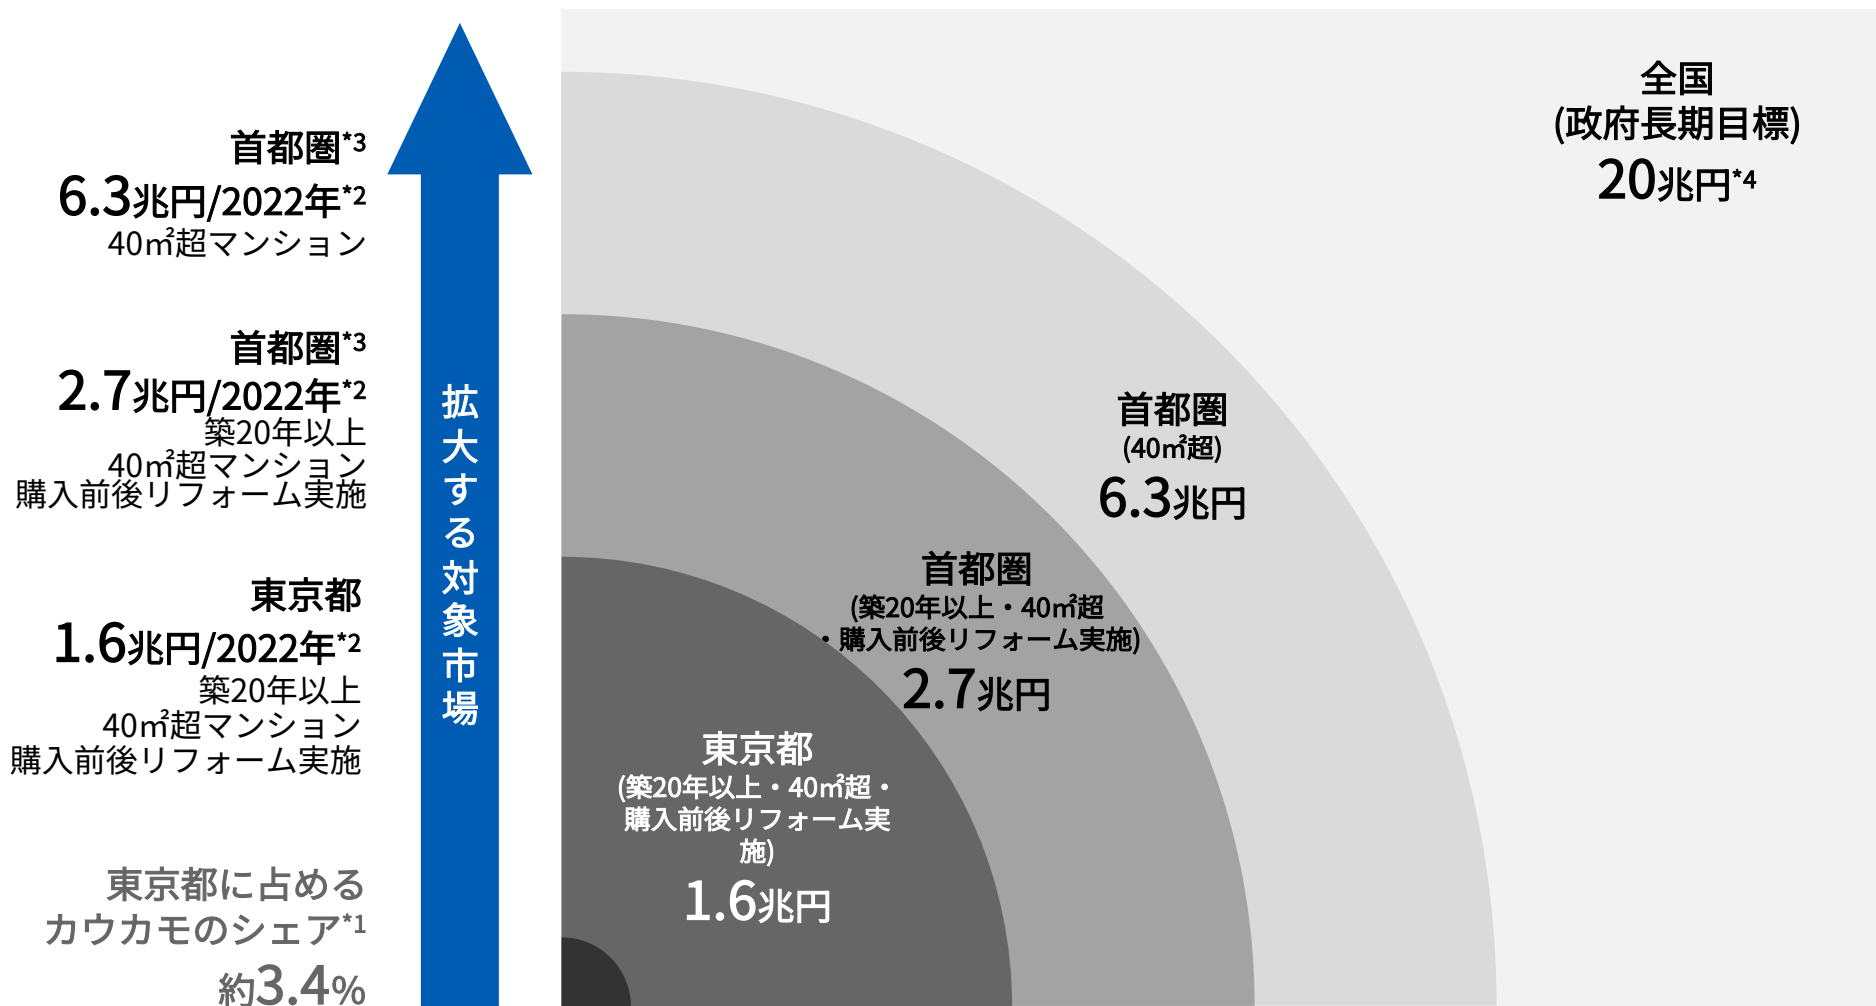 首都圏*3
6.3兆円/2022年*2
40㎡超マンション
首都圏*3
2.7兆円/2022年*2
築20年以上
40㎡超マンション
購入前後リフォーム実施
東京都
1.6兆円/2022年*2
築20年以上
40㎡超マンション
購入前後リフォーム実施
東京都に占める
カウカモのシェア*1
約3.4%
拡大する対象市場
全国
(政府長期目標)
20兆円*4
首都圏
(40㎡超)
6.3兆円
首都圏
(築20年以上・40㎡超
・購入前後リフォーム実施)
2.7兆円
東京都
(築20年以上・40㎡超・
購入前後リフォーム実
施)
1.6兆円